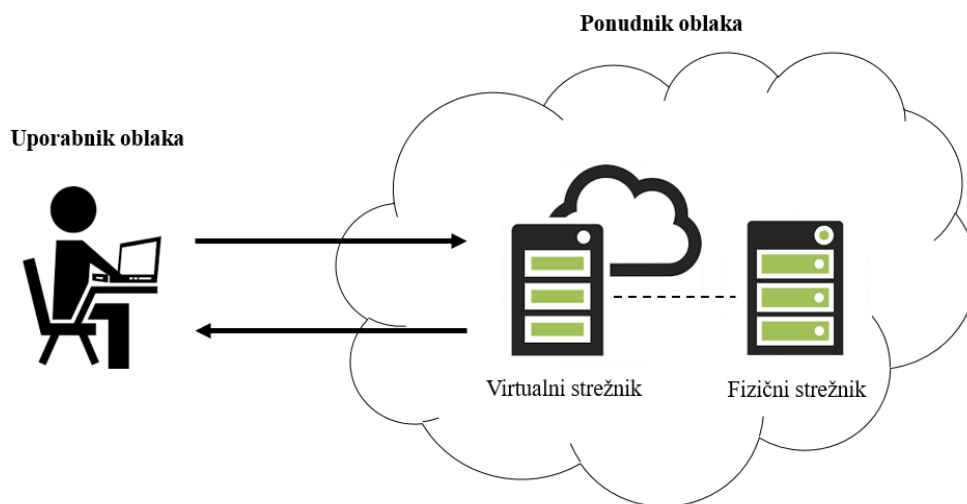 Ponudnik oblaka
Uporabnik oblaka
Virtualni strežnik
Fizični strežnik